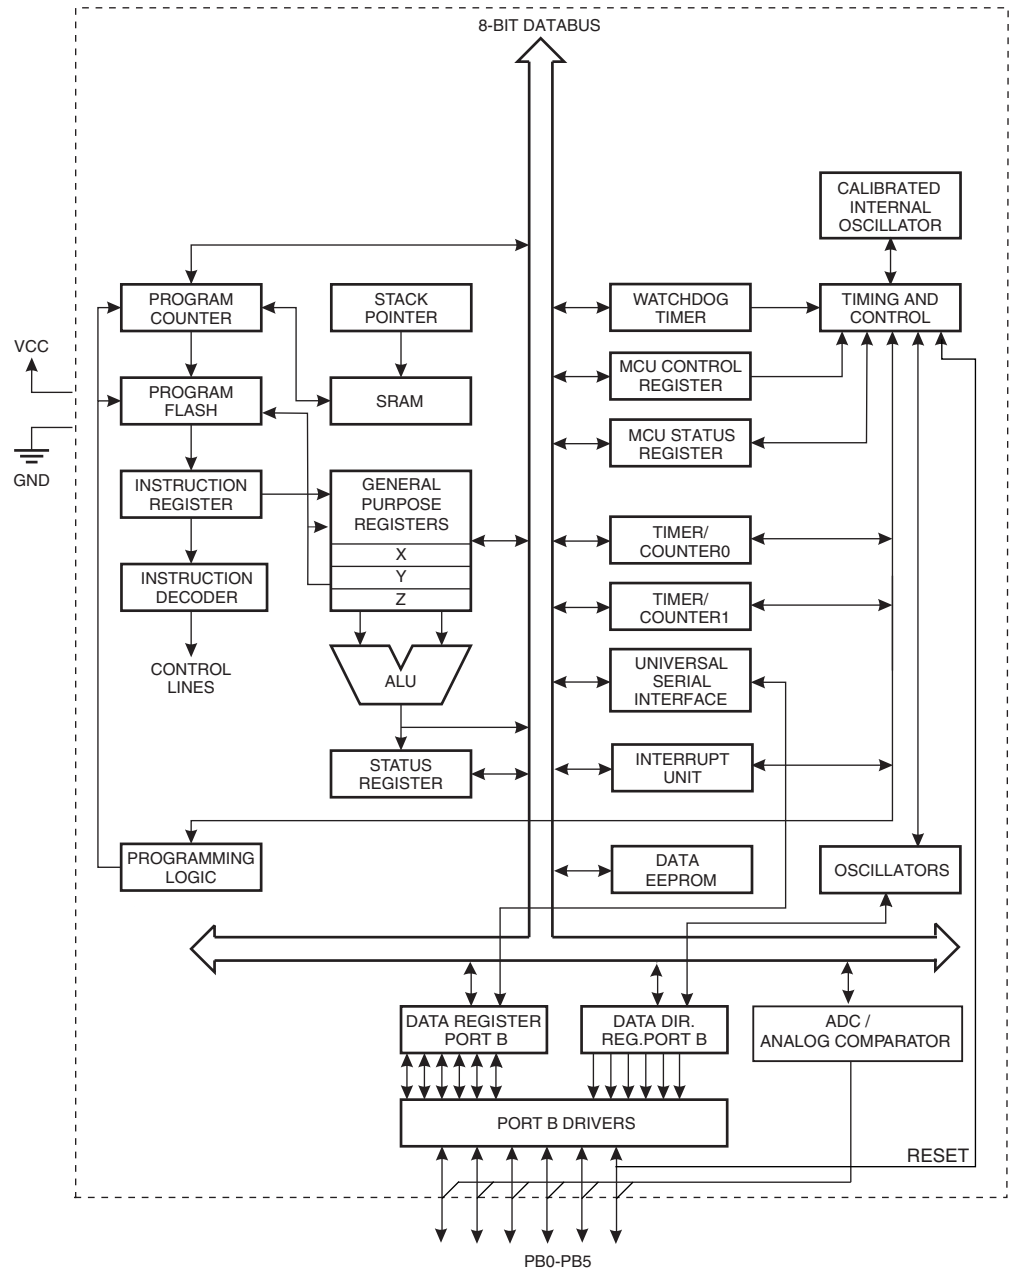 8-BIT DATABUS
CALIBRATED
INTERNAL
OSCILLATOR
PROGRAM
COUNTER
STACK
POINTER
WATCHDOG
TIMER
TIMING AND
CONTROL
VCC
PROGRAM
FLASH
SRAM
MCU CONTROL
REGISTER
MCU STATUS
REGISTER
GND
INSTRUCTION
REGISTER
GENERAL
PURPOSE
REGISTERS
X
Y
Z
INSTRUCTION
DECODER
TIMER/
COUNTER0
TIMER/
COUNTER1
CONTROL
LINES
ALU
UNIVERSAL
SERIAL
INTERFACE
STATUS
REGISTER
INTERRUPT
UNIT
PROGRAMMING
LOGIC
DATA
EEPROM
OSCILLATORS
DATA REGISTER
PORT B
DATA DIR.
REG.PORT B
ADC /
ANALOG COMPARATOR
PORT B DRIVERS
RESET
PB0-PB5